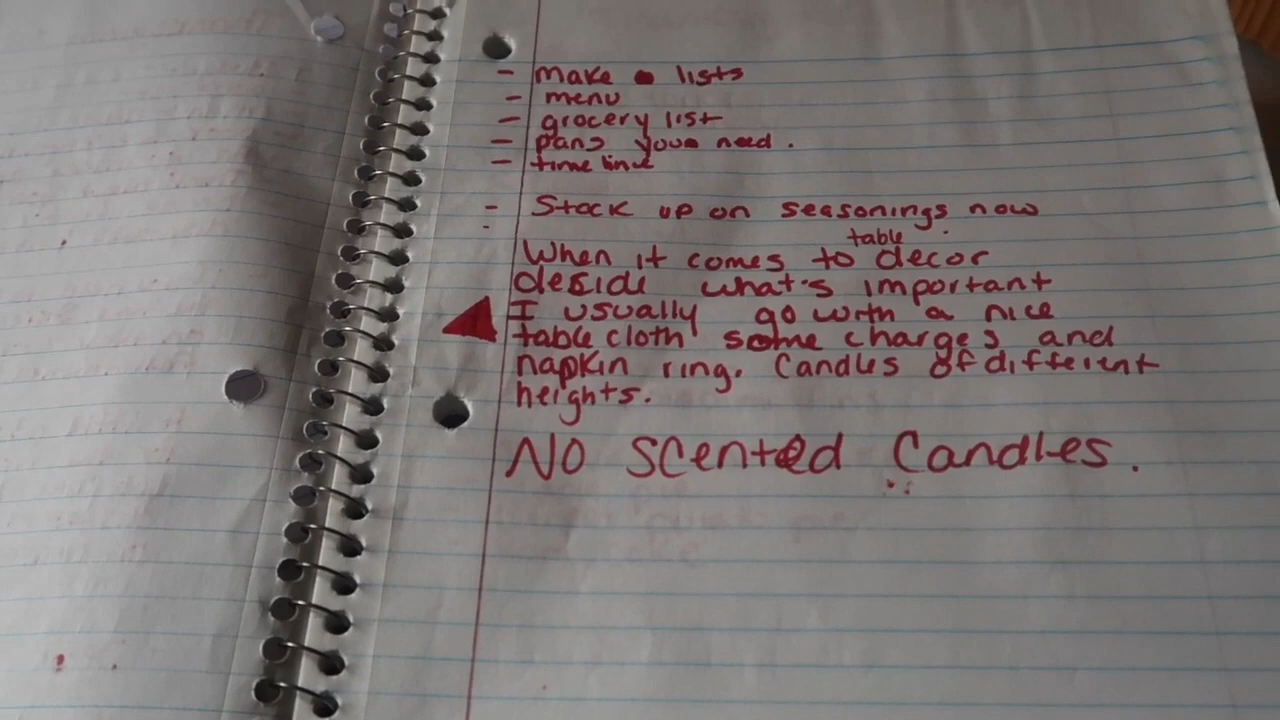 - make lists
- menu
- grocery list
- pans you need.
- time line
- Stock up on seasonings now
When it comes to table decor
decide what's important
I usually go with a nice
table cloth some charges and
napkin ring. Candles of different
heights.
NO Scented Candles.